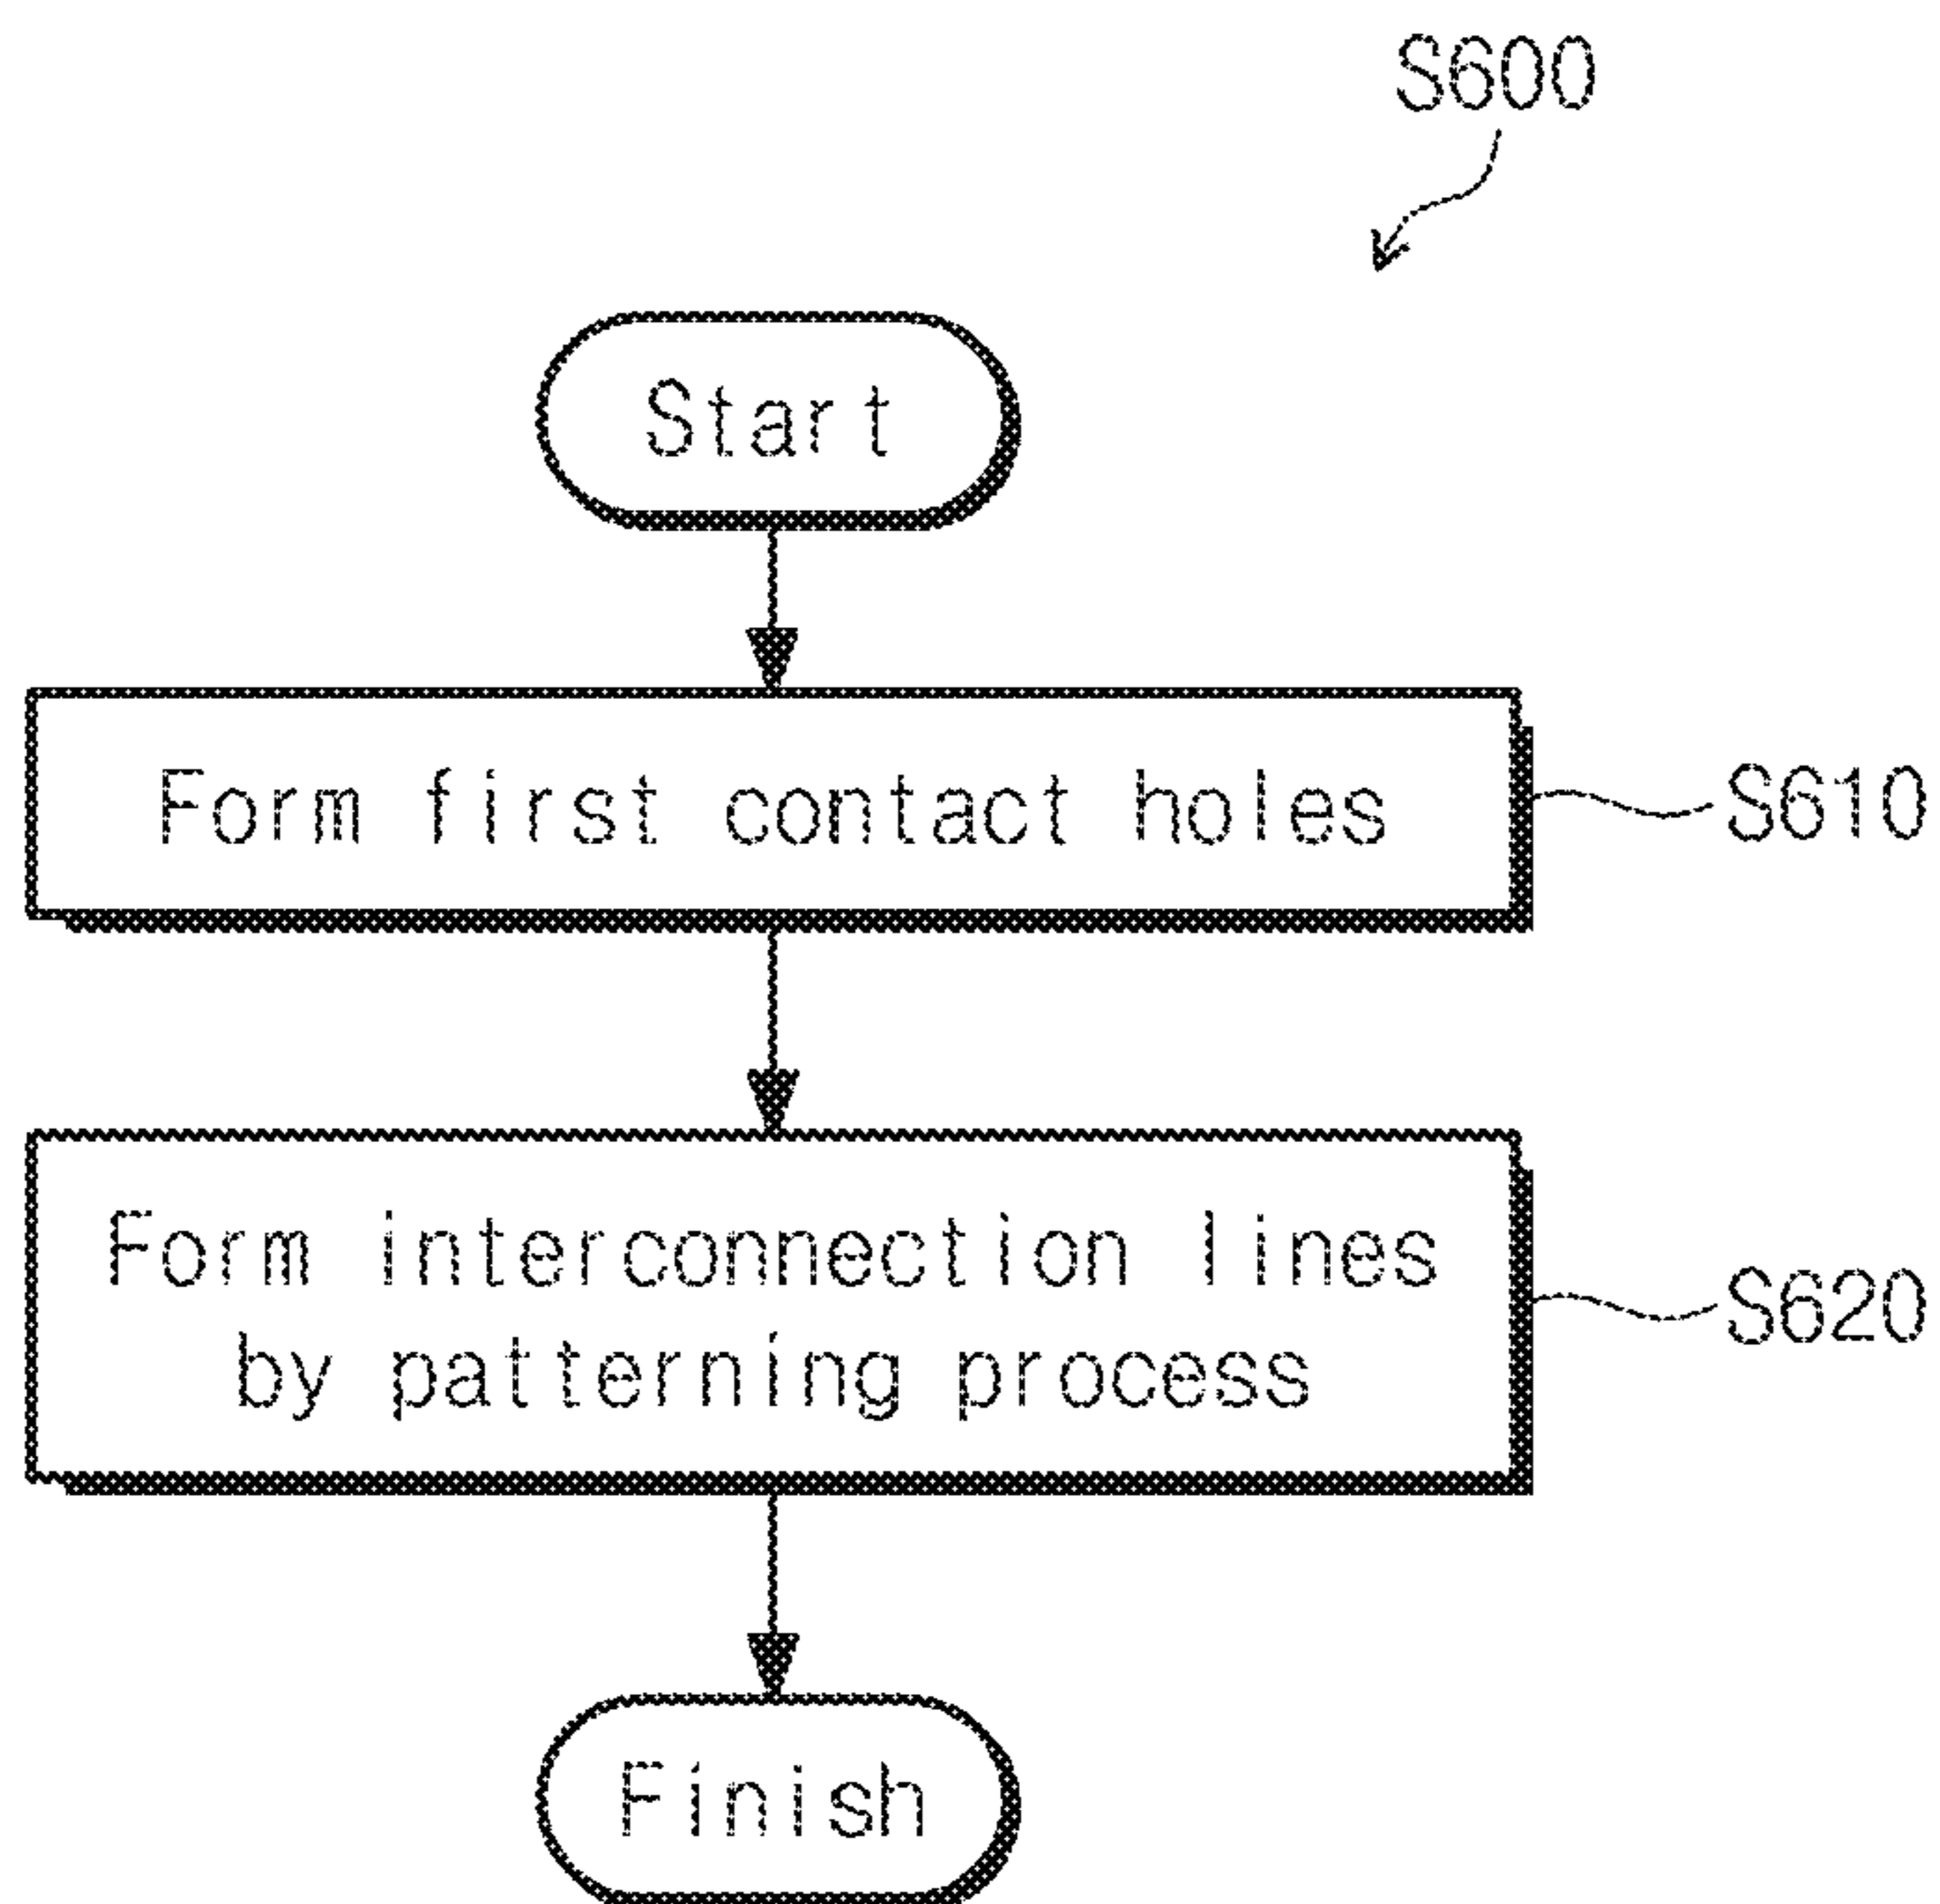 S600
Start
Form first contact holes
S610
Form interconnection lines
by patterning process
S620
Finish